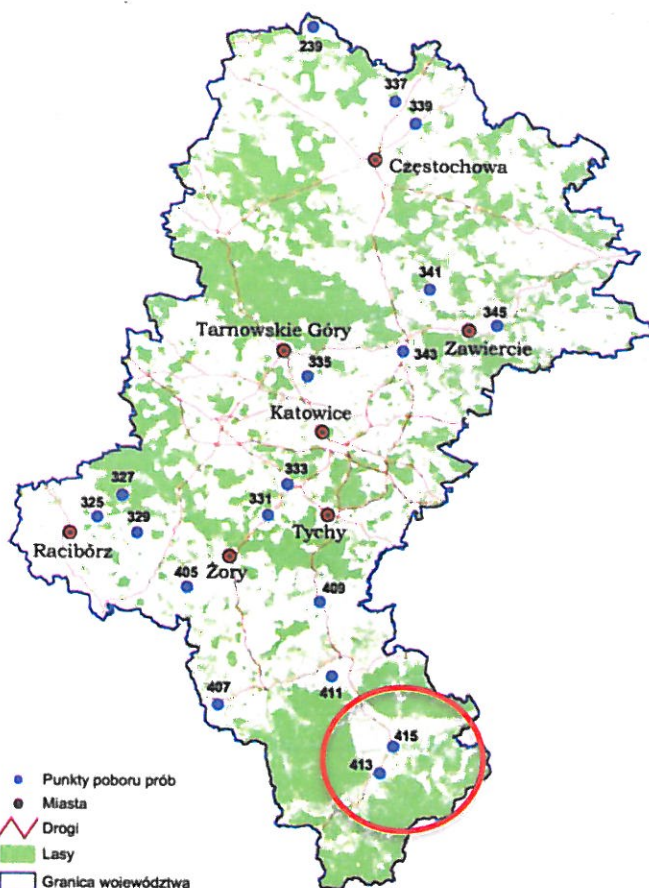 239
337
339
Częstochowa
341
345
Tarnowskie Góry
343
Zawiercie
335
Katowice
333
327
325
331
329
Tychy
Racibórz
Żory
405
409
411
407
415
413
Punkty poboru prób
Miasta
Drogi
Lasy
Granica województwa